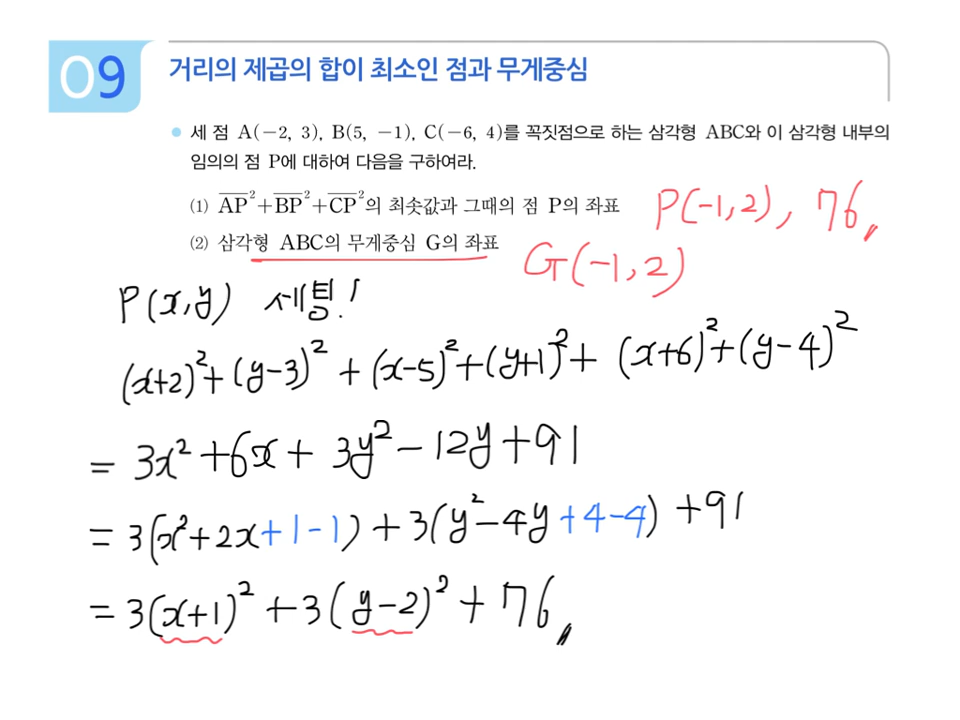 09 거리의 제곱의 합이 최소인 점과 무게중심
세 점 A(−2, 3), B(5, −1), C(−6, 4)를 꼭짓점으로 하는 삼각형 ABC와 이 삼각형 내부의
임의의 점 P에 대하여 다음을 구하여라.
(1) A̅P̅²+B̅P̅²+C̅P̅²의 최솟값과 그때의 점 P의 좌표 P(-1,2), 76
(2) 삼각형 ABC의 무게중심 G의 좌표 G(-1,2)
P(x,y) 세팅!
(x+2)²+(y-3)²+(x-5)²+(y+1)²+(x+6)²+(y-4)²
= 3x²+6x+3y²-12y+91
= 3(x²+2x+1-1)+3(y²-4y+4-4)+91
= 3(x+1)²+3(y-2)²+76